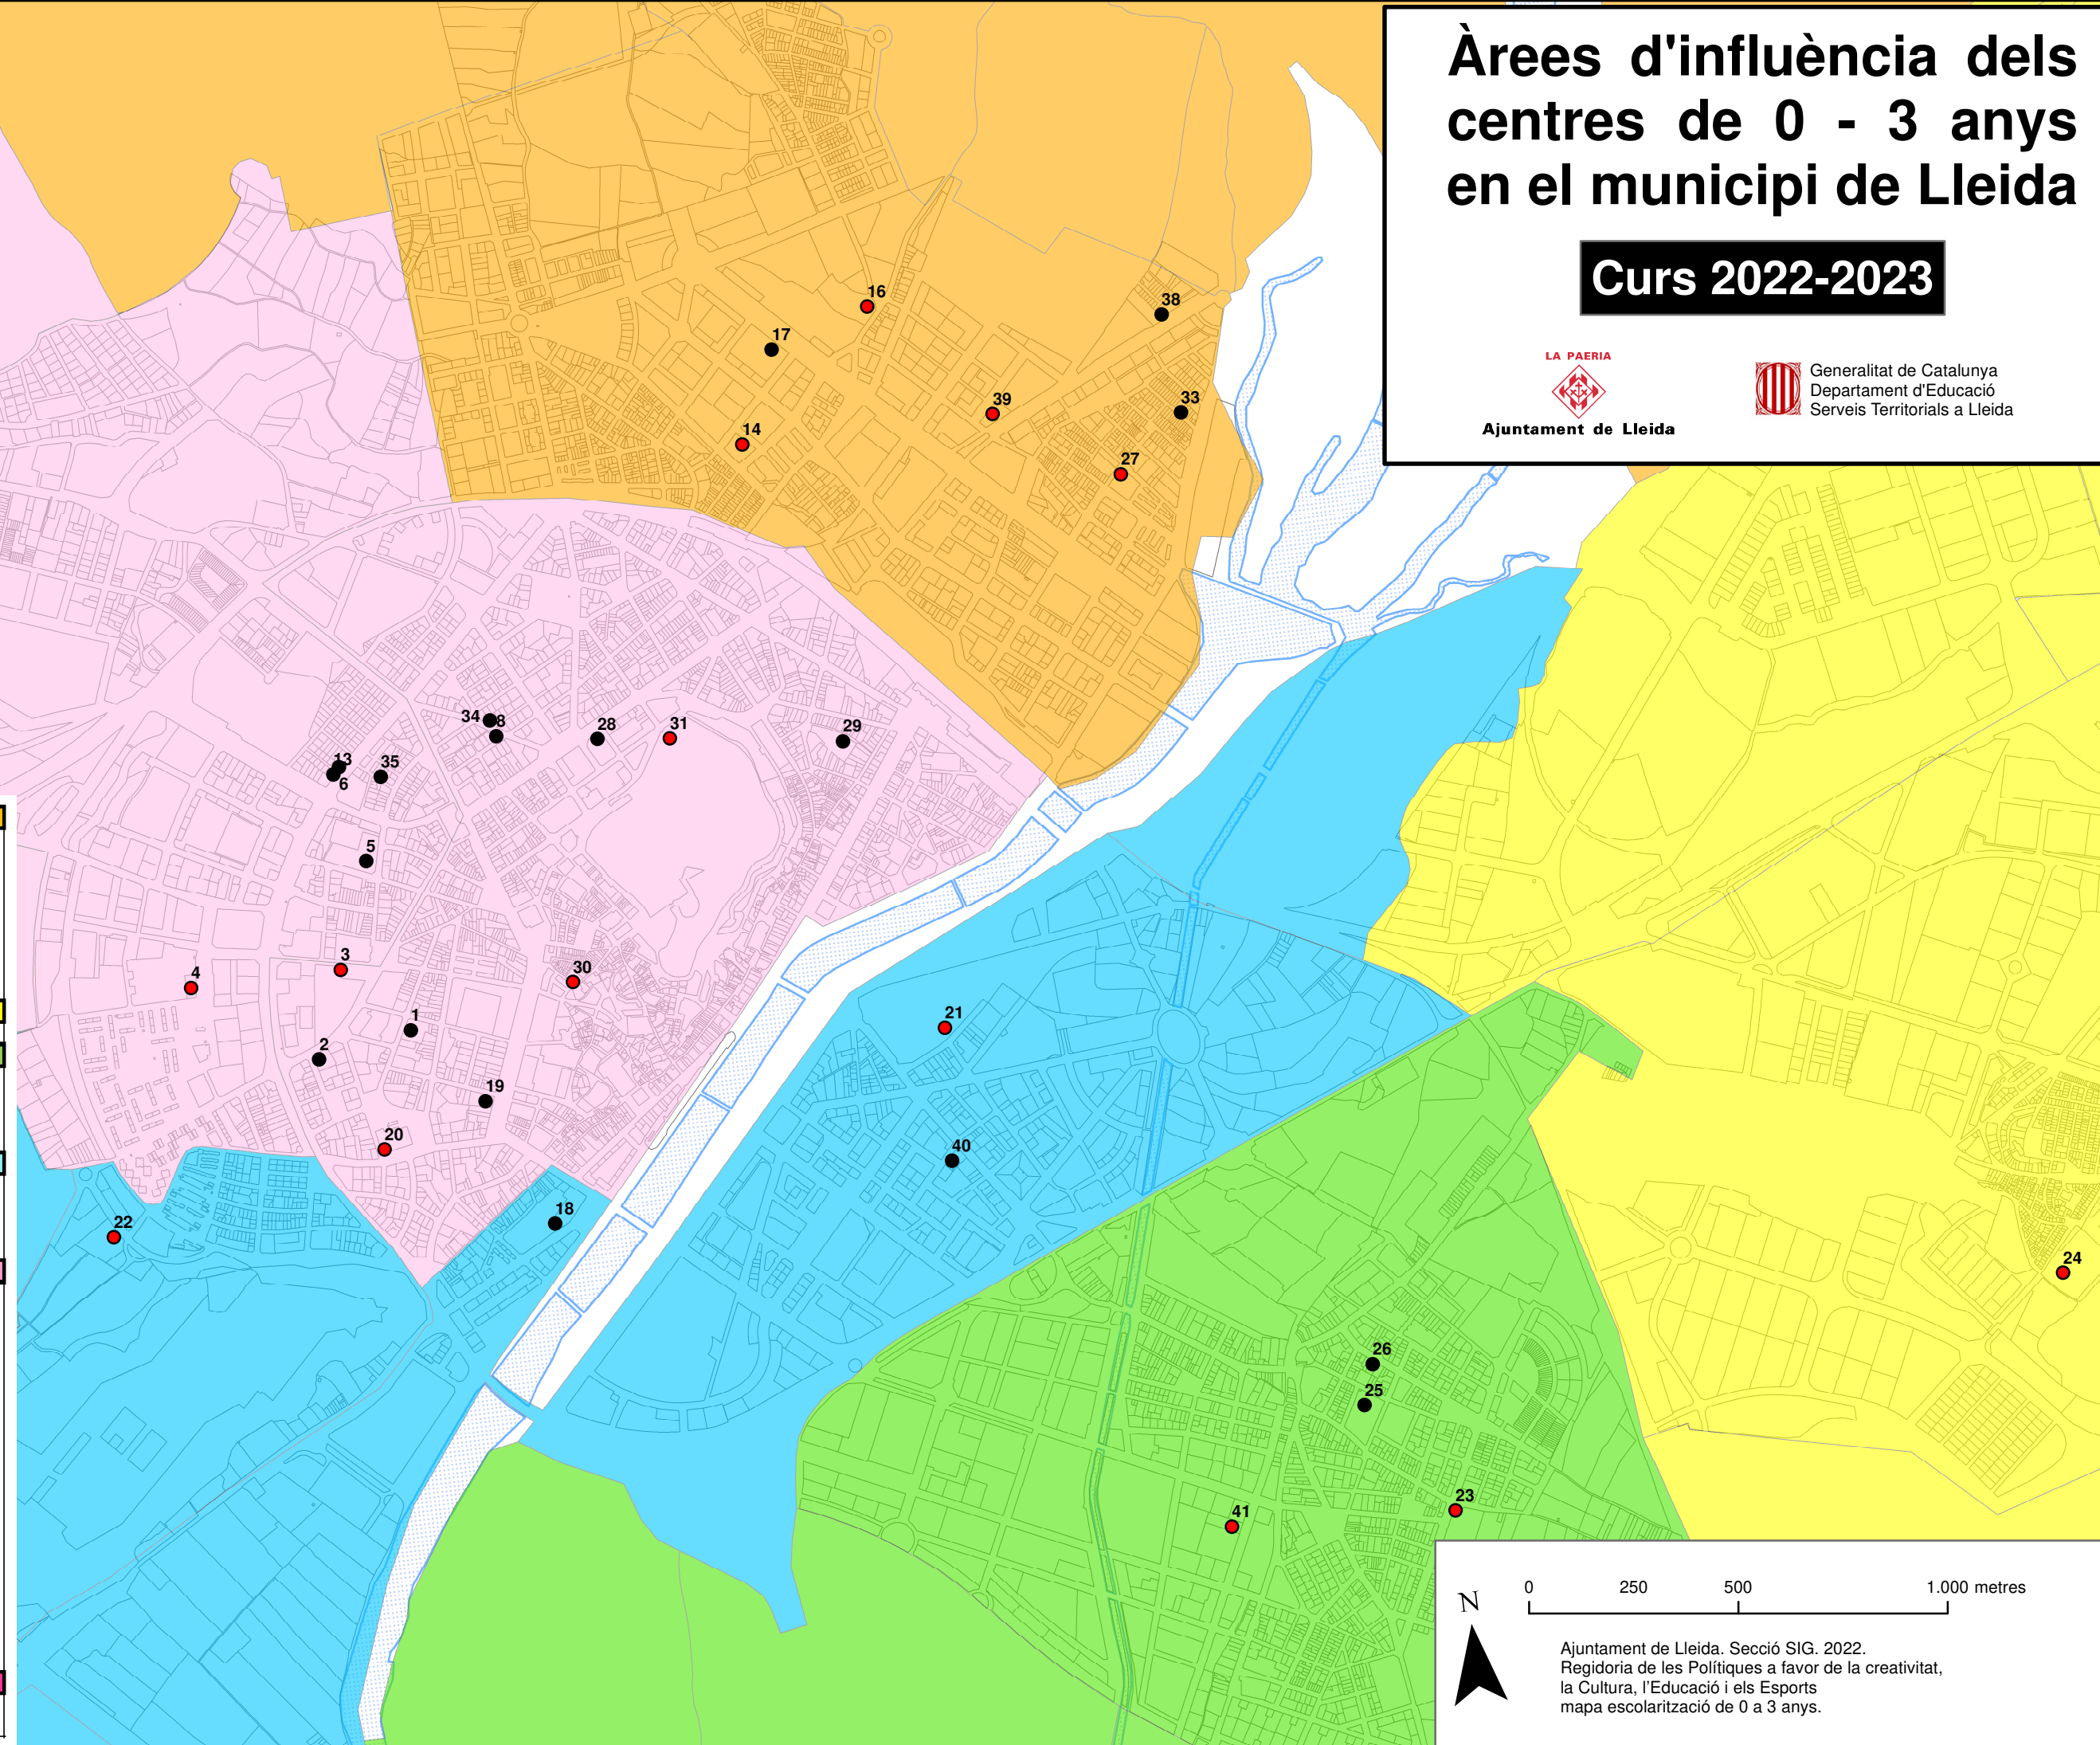 Àrees d'influència dels
centres de 0 - 3 anys
en el municipi de Lleida
Curs 2022-2023
LA PAERIA
Ajuntament de Lleida
Generalitat de Catalunya
Departament d'Educació
Serveis Territorials a Lleida
16
38
17
39
33
14
27
34
8
28
31
29
13
35
6
5
3
4
30
1
21
2
19
20
40
18
22
24
26
25
23
41
0 250 500 1.000 metres
N
Ajuntament de Lleida. Secció SIG. 2022.
Regidoria de les Polítiques a favor de la creativitat,
la Cultura, l'Educació i els Esports
mapa escolarització de 0 a 3 anys.